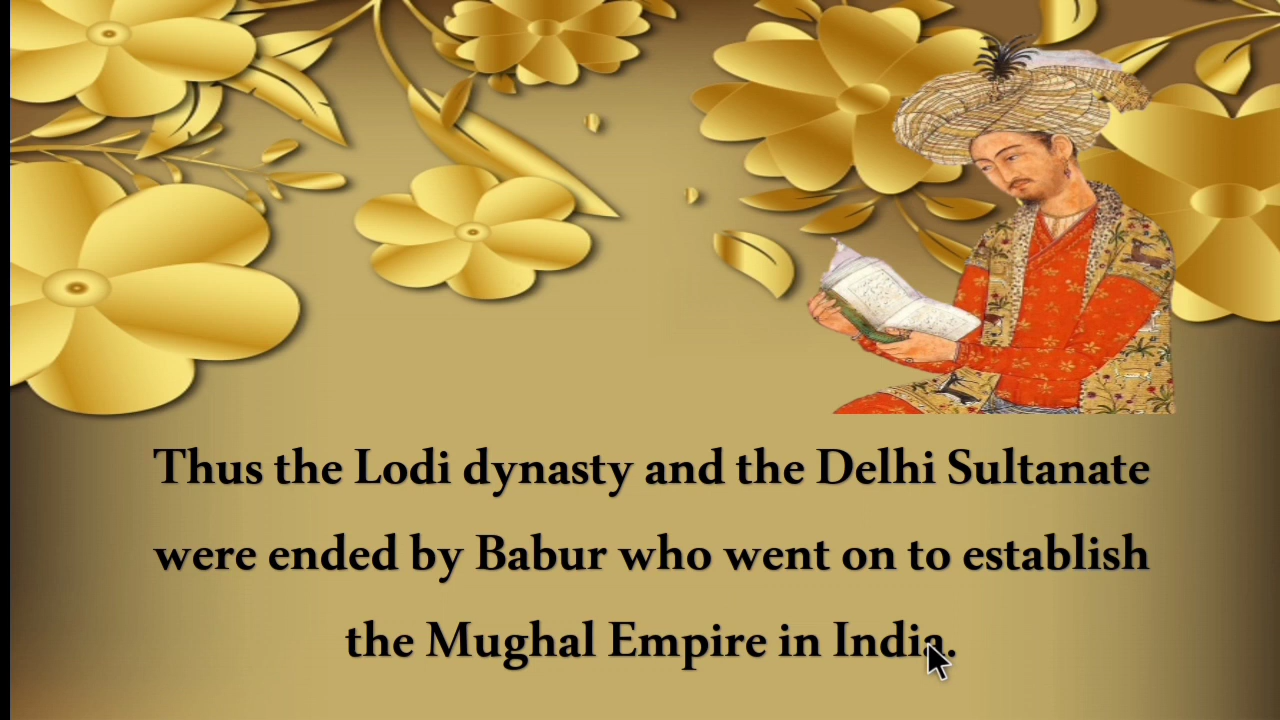 Thus the Lodi dynasty and the Delhi Sultanate
were ended by Babur who went on to establish
the Mughal Empire in India.